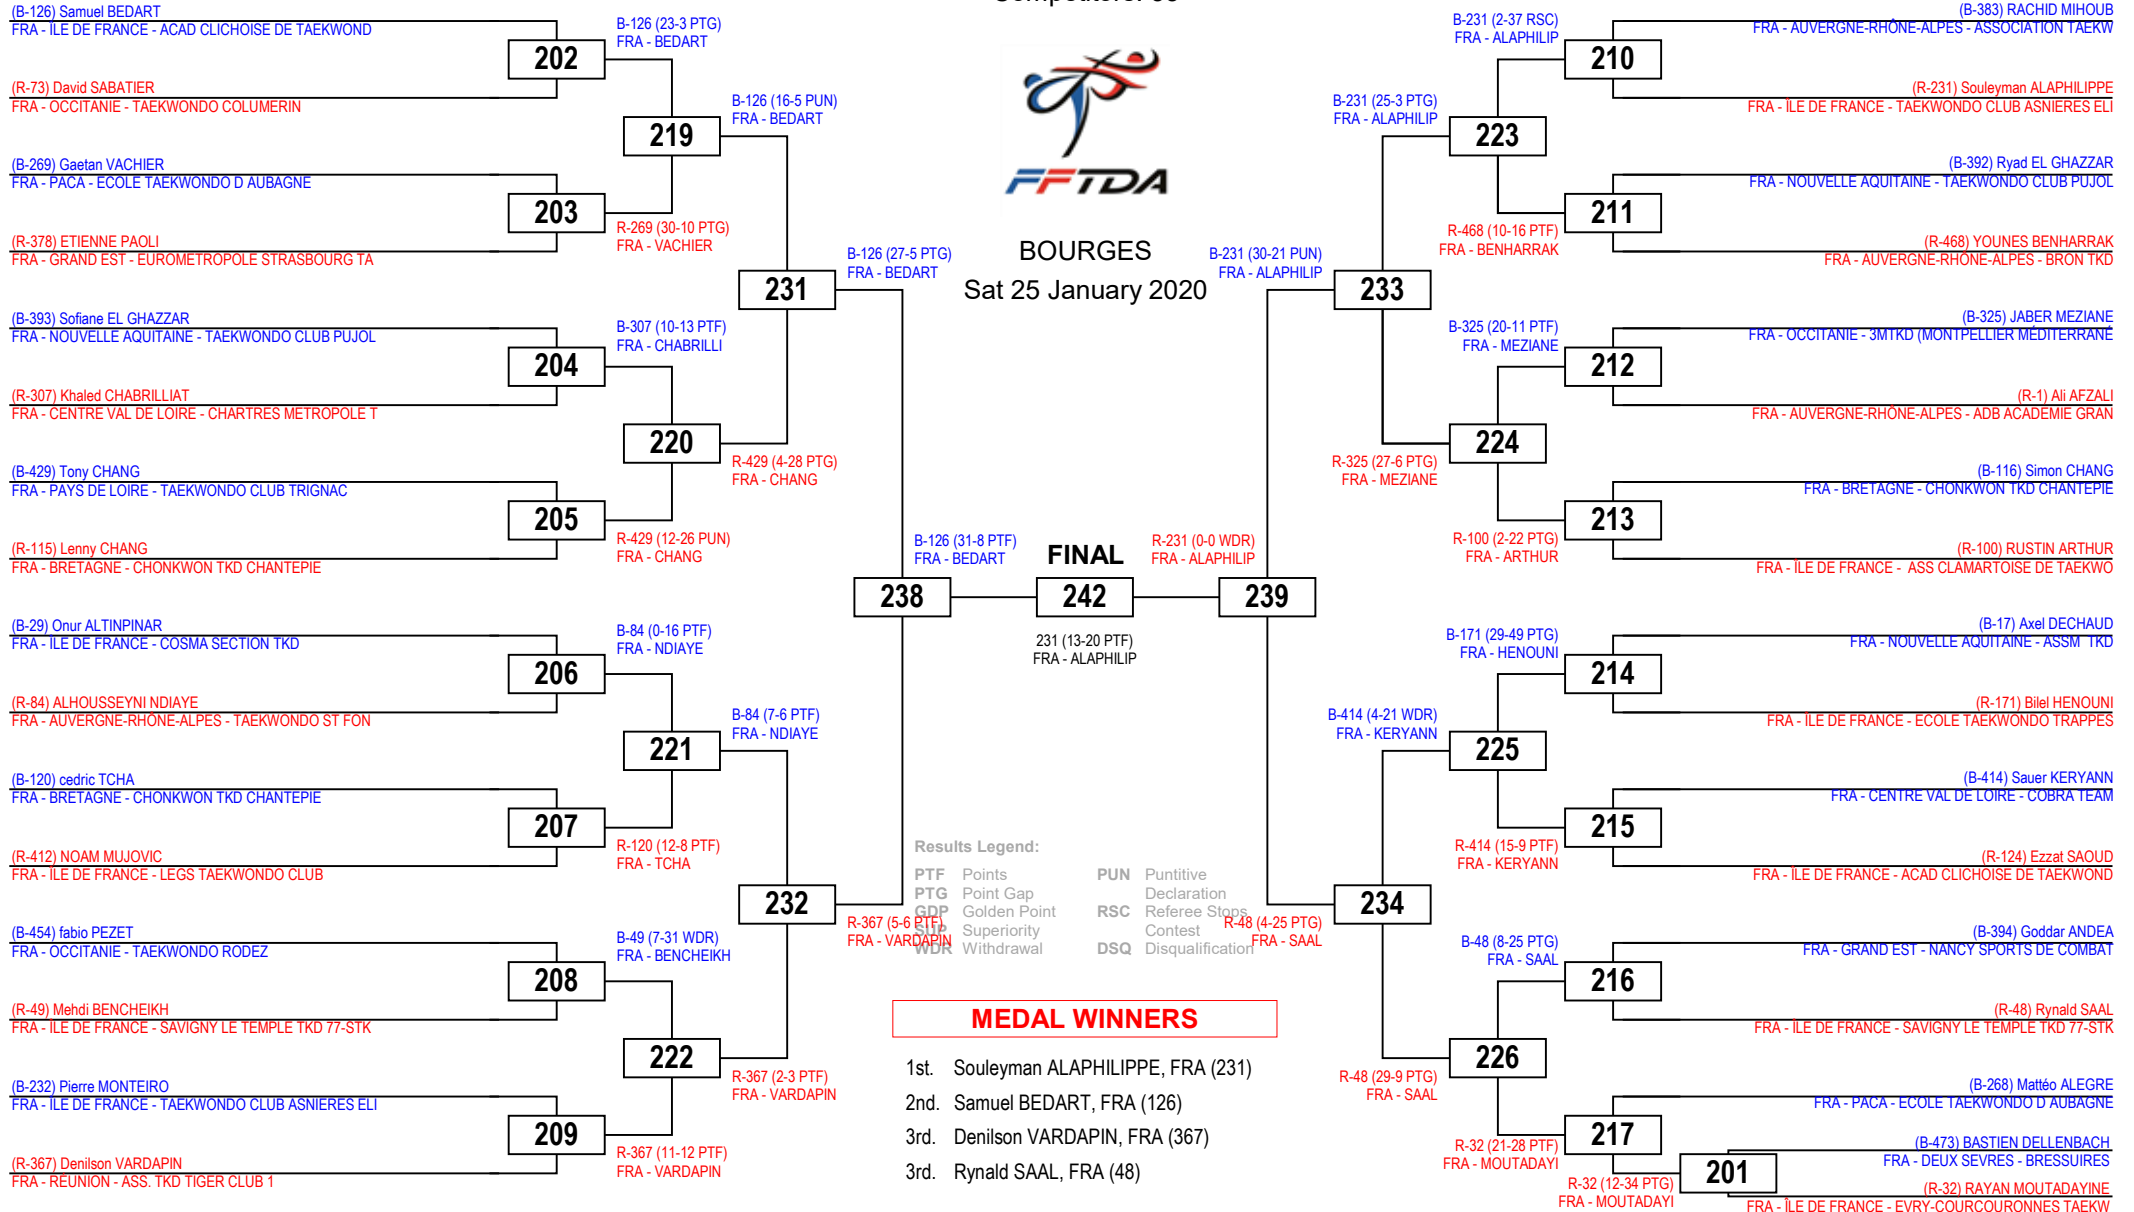 (B-126) Samuel BEDART
FRA - ÎLE DE FRANCE - ACAD CLICHOISE DE TAEKWOND
202
(R-73) David SABATIER
FRA - OCCITANIE - TAEKWONDO COLUMERIN
(B-269) Gaetan VACHIER
FRA - PACA - ECOLE TAEKWONDO D AUBAGNE
203
(R-378) ETIENNE PAOLI
FRA - GRAND EST - EUROMETROPOLE STRASBOURG TA
(B-393) Sofiane EL GHAZZAR
FRA - NOUVELLE AQUITAINE - TAEKWONDO CLUB PUJOL
204
(R-307) Khaled CHABRILLIAT
FRA - CENTRE VAL DE LOIRE - CHARTRES METROPOLE T
(B-429) Tony CHANG
FRA - PAYS DE LOIRE - TAEKWONDO CLUB TRIGNAC
205
(R-115) Lenny CHANG
FRA - BRETAGNE - CHONKWON TKD CHANTEPIE
(B-29) Onur ALTINPINAR
FRA - ÎLE DE FRANCE - COSMA SECTION TKD
206
(R-84) ALHOUSSEYNI NDIAYE
FRA - AUVERGNE-RHÔNE-ALPES - TAEKWONDO ST FON
(B-120) cedric TCHA
FRA - BRETAGNE - CHONKWON TKD CHANTEPIE
207
(R-412) NOAM MUJOVIC
FRA - ÎLE DE FRANCE - LEGS TAEKWONDO CLUB
(B-454) fabio PEZET
FRA - OCCITANIE - TAEKWONDO RODEZ
208
(R-49) Mehdi BENCHEIKH
FRA - ÎLE DE FRANCE - SAVIGNY LE TEMPLE TKD 77-STK
(B-232) Pierre MONTEIRO
FRA - ÎLE DE FRANCE - TAEKWONDO CLUB ASNIERES ELI
209
(R-367) Denilson VARDAPIN
FRA - RÉUNION - ASS. TKD TIGER CLUB 1
B-126 (23-3 PTG)
FRA - BEDART
219
R-269 (30-10 PTG)
FRA - VACHIER
B-307 (10-13 PTF)
FRA - CHABRILLI
220
R-429 (12-26 PUN)
FRA - CHANG
B-84 (0-16 PTF)
FRA - NDIAYE
221
R-120 (12-8 PTF)
FRA - TCHA
B-49 (7-31 WDR)
FRA - BENCHEIKH
222
R-367 (11-12 PTF)
FRA - VARDAPIN
B-126 (16-5 PUN)
FRA - BEDART
231
R-429 (4-28 PTG)
FRA - CHANG
B-84 (7-6 PTF)
FRA - NDIAYE
232
R-367 (2-3 PTF)
FRA - VARDAPIN
B-126 (27-5 PTG)
FRA - BEDART
238
R-367 (5-6 PTF)
FRA - VARDAPIN
FFTDA
BOURGES
Sat 25 January 2020
B-126 (31-8 PTF)
FRA - BEDART
FINAL
242
R-231 (0-0 WDR)
FRA - ALAPHILIP
231 (13-20 PTF)
FRA - ALAPHILIP
Results Legend:
PTF Points
PTG Point Gap
GDP Golden Point
SUP Superiority
WDR Withdrawal
PUN Puntitive
Declaration
RSC Referee Stops
Contest
DSQ Disqualification
MEDAL WINNERS
1st. Souleyman ALAPHILIPPE, FRA (231)
2nd. Samuel BEDART, FRA (126)
3rd. Denilson VARDAPIN, FRA (367)
3rd. Rynald SAAL, FRA (48)
B-231 (30-21 PUN)
FRA - ALAPHILIP
239
R-48 (4-25 PTG)
FRA - SAAL
B-231 (25-3 PTG)
FRA - ALAPHILIP
233
R-325 (27-6 PTG)
FRA - MEZIANE
B-414 (4-21 WDR)
FRA - KERYANN
234
R-48 (29-9 PTG)
FRA - SAAL
B-231 (2-37 RSC)
FRA - ALAPHILIP
223
R-468 (10-16 PTF)
FRA - BENHARRAK
B-325 (20-11 PTF)
FRA - MEZIANE
224
R-100 (2-22 PTG)
FRA - ARTHUR
B-171 (29-49 PTG)
FRA - HENOUNI
225
R-414 (15-9 PTF)
FRA - KERYANN
B-48 (8-25 PTG)
FRA - SAAL
226
R-32 (21-28 PTF)
FRA - MOUTADAYI
(B-383) RACHID MIHOUB
FRA - AUVERGNE-RHÔNE-ALPES - ASSOCIATION TAEKW
210
(R-231) Souleyman ALAPHILIPPE
FRA - ÎLE DE FRANCE - TAEKWONDO CLUB ASNIERES ELI
(B-392) Ryad EL GHAZZAR
FRA - NOUVELLE AQUITAINE - TAEKWONDO CLUB PUJOL
211
(R-468) YOUNES BENHARRAK
FRA - AUVERGNE-RHÔNE-ALPES - BRON TKD
(B-325) JABER MEZIANE
FRA - OCCITANIE - 3MTKD (MONTPELLIER MÉDITERRANÉ
212
(R-1) Ali AFZALI
FRA - AUVERGNE-RHÔNE-ALPES - ADB ACADEMIE GRAN
(B-116) Simon CHANG
FRA - BRETAGNE - CHONKWON TKD CHANTEPIE
213
(R-100) RUSTIN ARTHUR
FRA - ÎLE DE FRANCE - ASS CLAMARTOISE DE TAEKWO
(B-17) Axel DECHAUD
FRA - NOUVELLE AQUITAINE - ASSM TKD
214
(R-171) Bilel HENOUNI
FRA - ÎLE DE FRANCE - ECOLE TAEKWONDO TRAPPES
(B-414) Sauer KERYANN
FRA - CENTRE VAL DE LOIRE - COBRA TEAM
215
(R-124) Ezzat SAOUD
FRA - ÎLE DE FRANCE - ACAD CLICHOISE DE TAEKWOND
(B-394) Goddar ANDEA
FRA - GRAND EST - NANCY SPORTS DE COMBAT
216
(R-48) Rynald SAAL
FRA - ÎLE DE FRANCE - SAVIGNY LE TEMPLE TKD 77-STK
(B-268) Mattéo ALEGRE
FRA - PACA - ECOLE TAEKWONDO D AUBAGNE
217
(B-473) BASTIEN DELLENBACH
FRA - DEUX SEVRES - BRESSUIRES
201
R-32 (12-34 PTG)
FRA - MOUTADAYI
(R-32) RAYAN MOUTADAYINE
FRA - ÎLE DE FRANCE - EVRY-COURCOURONNES TAEKW